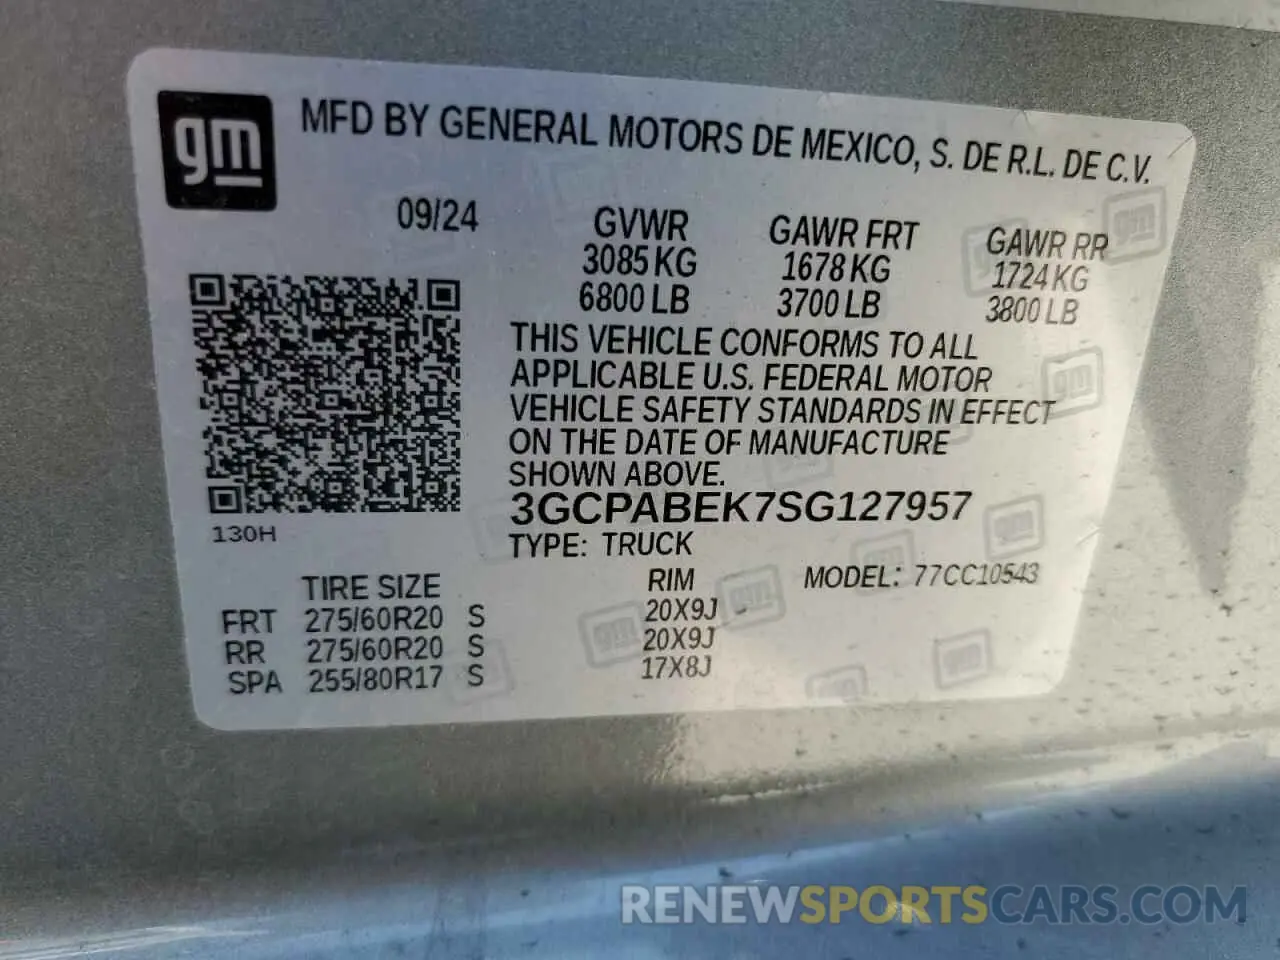 gm
MFD BY GENERAL MOTORS DE MEXICO, S. DE R.L. DE C.V.
09/24
GVWR GAWR FRT GAWR RR
3085 KG 1678 KG 1724 KG
6800 LB 3700 LB 3800 LB
THIS VEHICLE CONFORMS TO ALL
APPLICABLE U.S. FEDERAL MOTOR
VEHICLE SAFETY STANDARDS IN EFFECT
ON THE DATE OF MANUFACTURE
SHOWN ABOVE.
3GCPABEK7SG127957
130H
TYPE: TRUCK
TIRE SIZE RIM MODEL: 77CC10543
FRT 275/60R20 S 20X9J
RR 275/60R20 S 20X9J
SPA 255/80R17 S 17X8J
RENEWSPORTSCARS.COM